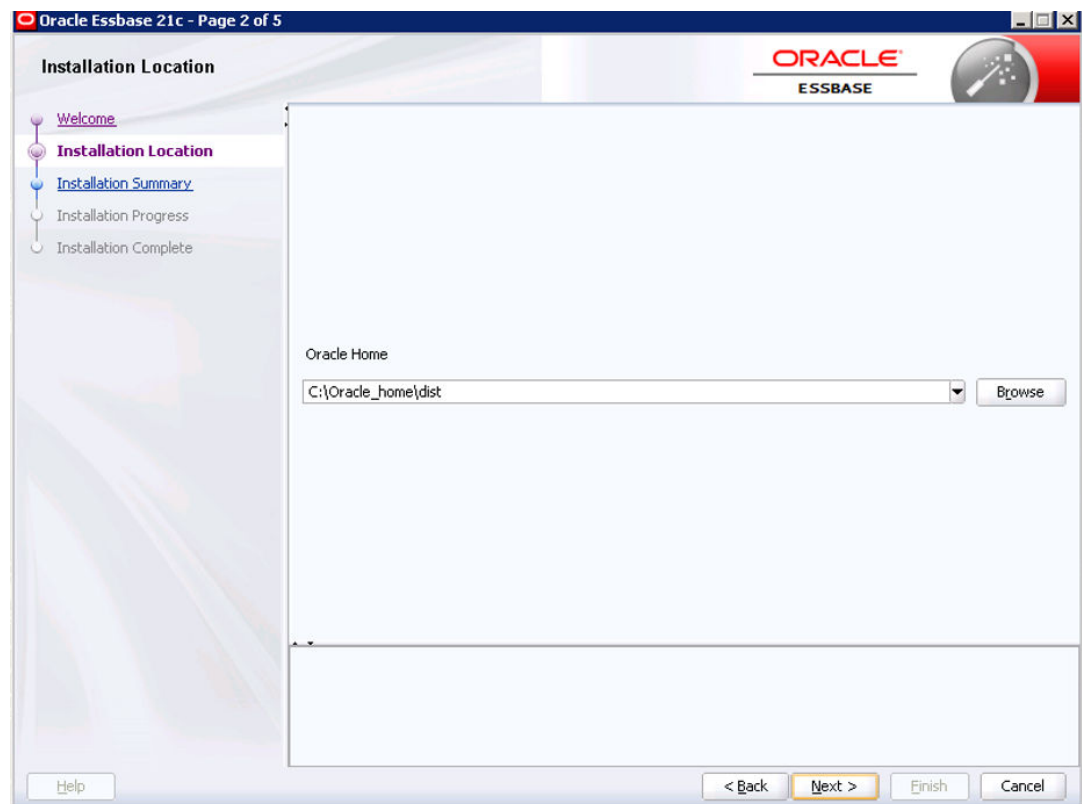 Oracle Essbase 21c - Page 2 of 5
Installation Location
ORACLE
ESSBASE
Welcome
Installation Location
Installation Summary
Installation Progress
Installation Complete
Oracle Home
C:\Oracle_home\dist
Browse
Help
< Back
Next >
Finish
Cancel